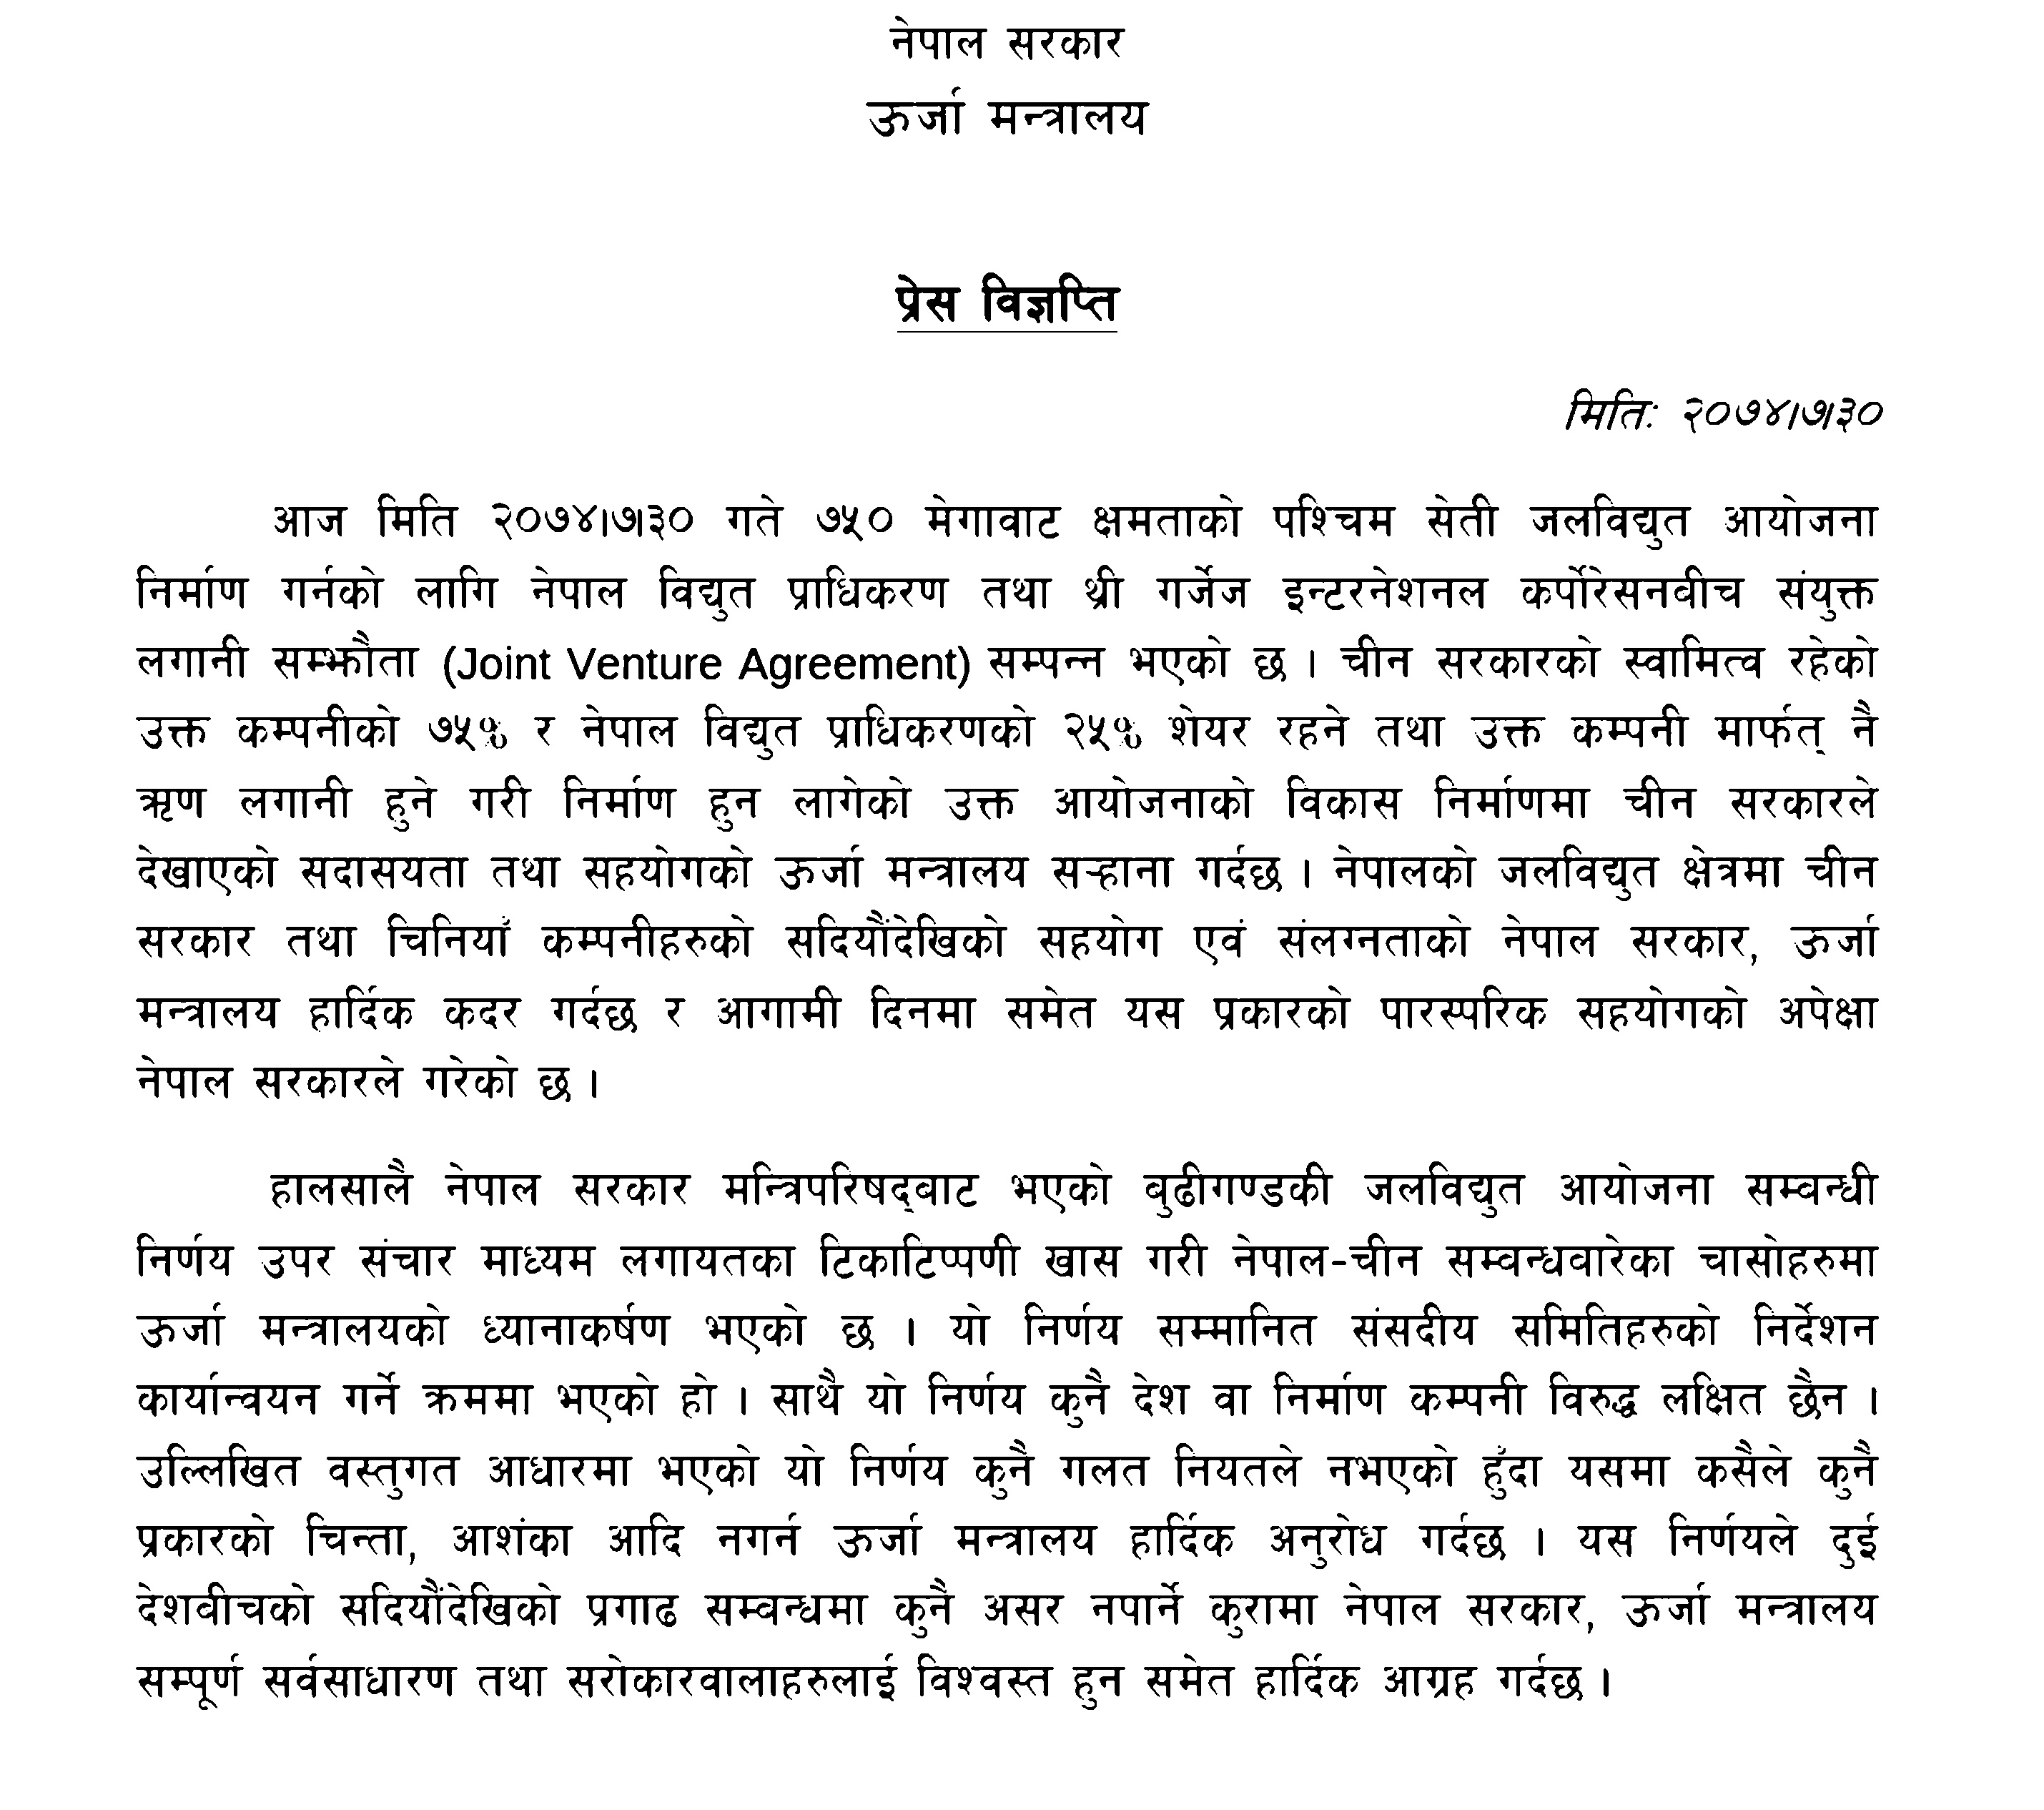 नेपाल सरकार
ऊर्जा मन्त्रालय
प्रेस विज्ञप्ति
मिति: २०७४।७।३०
आज मिति २०७४।७।३० गते ७५० मेगावाट क्षमताको पश्चिम सेती जलविद्युत आयोजना
निर्माण गर्नको लागि नेपाल विद्युत प्राधिकरण तथा थ्री गर्जेज इन्टरनेशनल कर्पोरेसनबीच संयुक्त
लगानी सम्झौता (Joint Venture Agreement) सम्पन्न भएको छ । चीन सरकारको स्वामित्व रहेको
उक्त कम्पनीको ७५% र नेपाल विद्युत प्राधिकरणको २५% शेयर रहने तथा उक्त कम्पनी मार्फत् नै
ऋण लगानी हुने गरी निर्माण हुन लागेको उक्त आयोजनाको विकास निर्माणमा चीन सरकारले
देखाएको सदासयता तथा सहयोगको ऊर्जा मन्त्रालय सऱ्हाना गर्दछ । नेपालको जलविद्युत क्षेत्रमा चीन
सरकार तथा चिनियाँ कम्पनीहरुको सदियौंदेखिको सहयोग एवं संलग्नताको नेपाल सरकार, ऊर्जा
मन्त्रालय हार्दिक कदर गर्दछ र आगामी दिनमा समेत यस प्रकारको पारस्परिक सहयोगको अपेक्षा
नेपाल सरकारले गरेको छ ।
हालसालै नेपाल सरकार मन्त्रिपरिषद्बाट भएको बुढीगण्डकी जलविद्युत आयोजना सम्वन्धी
निर्णय उपर संचार माध्यम लगायतका टिकाटिप्पणी खास गरी नेपाल-चीन सम्वन्धवारेका चासोहरुमा
ऊर्जा मन्त्रालयको ध्यानाकर्षण भएको छ । यो निर्णय सम्मानित संसदीय समितिहरुको निर्देशन
कार्यान्वयन गर्ने क्रममा भएको हो । साथै यो निर्णय कुनै देश वा निर्माण कम्पनी विरुद्ध लक्षित छैन ।
उल्लिखित वस्तुगत आधारमा भएको यो निर्णय कुनै गलत नियतले नभएको हुँदा यसमा कसैले कुनै
प्रकारको चिन्ता, आशंका आदि नगर्न ऊर्जा मन्त्रालय हार्दिक अनुरोध गर्दछ । यस निर्णयले दुई
देशवीचको सदियौंदेखिको प्रगाढ सम्वन्धमा कुनै असर नपार्ने कुरामा नेपाल सरकार, ऊर्जा मन्त्रालय
सम्पूर्ण सर्वसाधारण तथा सरोकारवालाहरुलाई विश्वस्त हुन समेत हार्दिक आग्रह गर्दछ ।